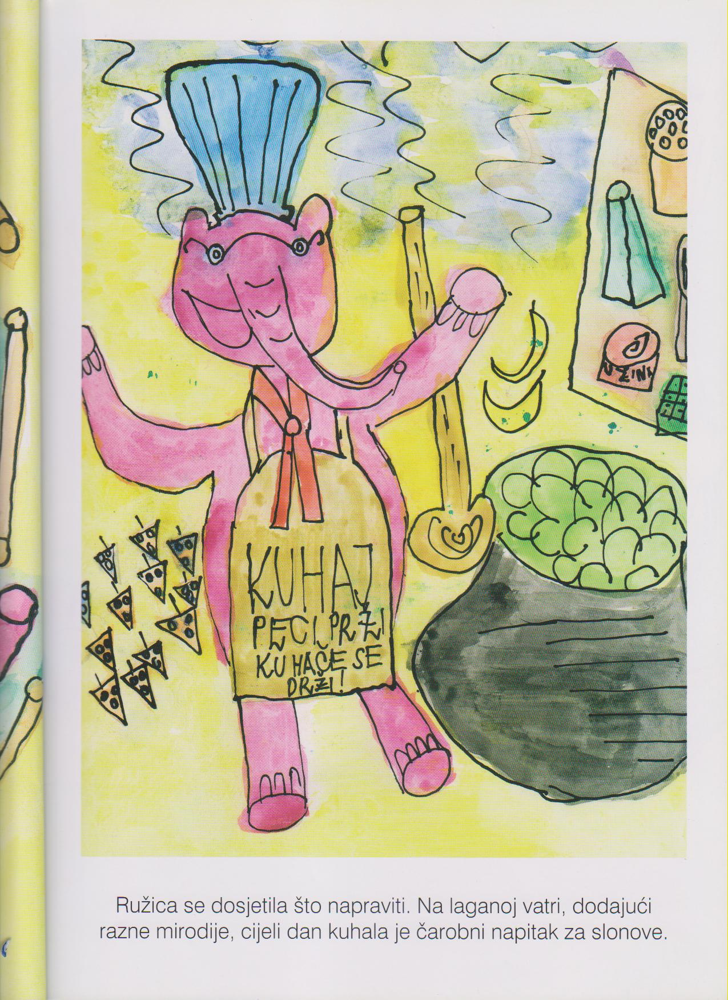 UŽINA
KUHAJ
PECI PRŽI
KUHAČE SE
DRŽI!
Ružica se dosjetila što napraviti. Na laganoj vatri, dodajući
razne mirodije, cijeli dan kuhala je čarobni napitak za slonove.